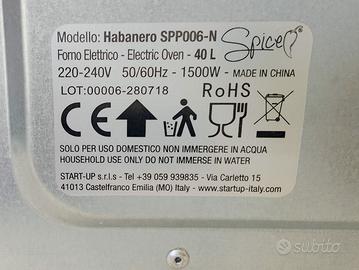 Modello: Habanero SPP006-N
Spice
Forno Elettrico - Electric Oven - 40 L
220-240V 50/60Hz - 1500W - MADE IN CHINA
LOT:00006-280718
RoHS
CE
SOLO PER USO DOMESTICO NON IMMERGERE IN ACQUA
HOUSEHOLD USE ONLY DO NOT IMMERSE IN WATER
START-UP s.r.l.s - Tel +39 059 939835 - Via Carletto 15
41013 Castelfranco Emilia (MO) Italy - www.startup-italy.com
subito